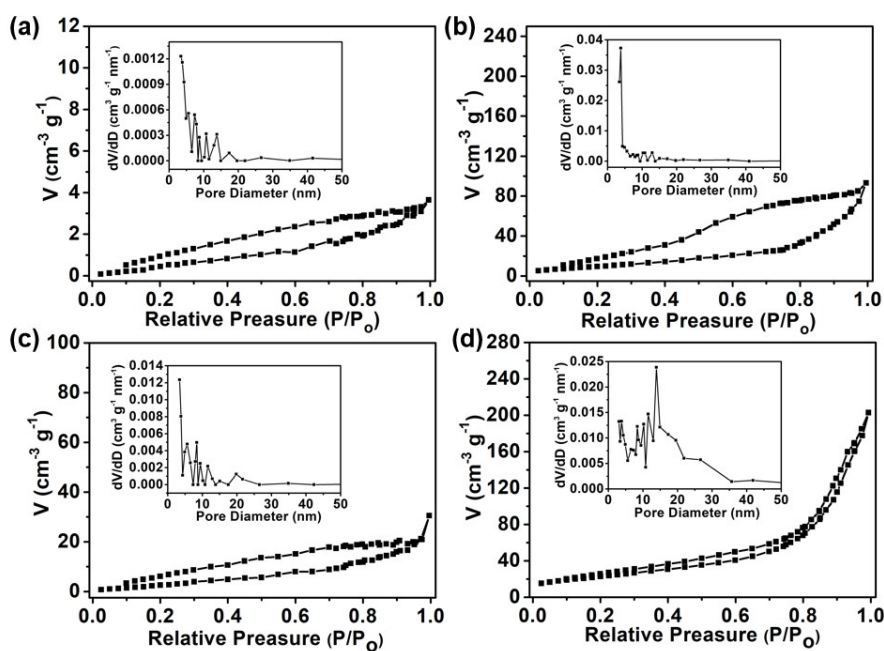 (a)
12
10
8
6
4
2
0
V (cm-3 g-1)
0.0 0.2 0.4 0.6 0.8 1.0
Relative Preasure (P/Po)
0.0012
0.0009
0.0006
0.0003
0.0000
dV/dD (cm3 g-1 nm-1)
0 10 20 30 40 50
Pore Diameter (nm)
(b)
240
200
160
120
80
40
0
V (cm-3 g-1)
0.0 0.2 0.4 0.6 0.8 1.0
Relative Preasure (P/Po)
0.04
0.03
0.02
0.01
0.00
dV/dD (cm3 g-1 nm-1)
0 10 20 30 40 50
Pore Diameter (nm)
(c)
100
80
60
40
20
0
V (cm-3 g-1)
0.0 0.2 0.4 0.6 0.8 1.0
Relative Preasure (P/Po)
0.014
0.012
0.010
0.008
0.006
0.004
0.002
0.000
dV/dD (cm3 g-1 nm-1)
0 10 20 30 40 50
Pore Diameter (nm)
(d)
280
240
200
160
120
80
40
0
V (cm-3 g-1)
0.0 0.2 0.4 0.6 0.8 1.0
Relative Preasure (P/Po)
0.025
0.020
0.015
0.010
0.005
0.000
dV/dD (cm3 g-1 nm-1)
0 10 20 30 40 50
Pore Diameter (nm)